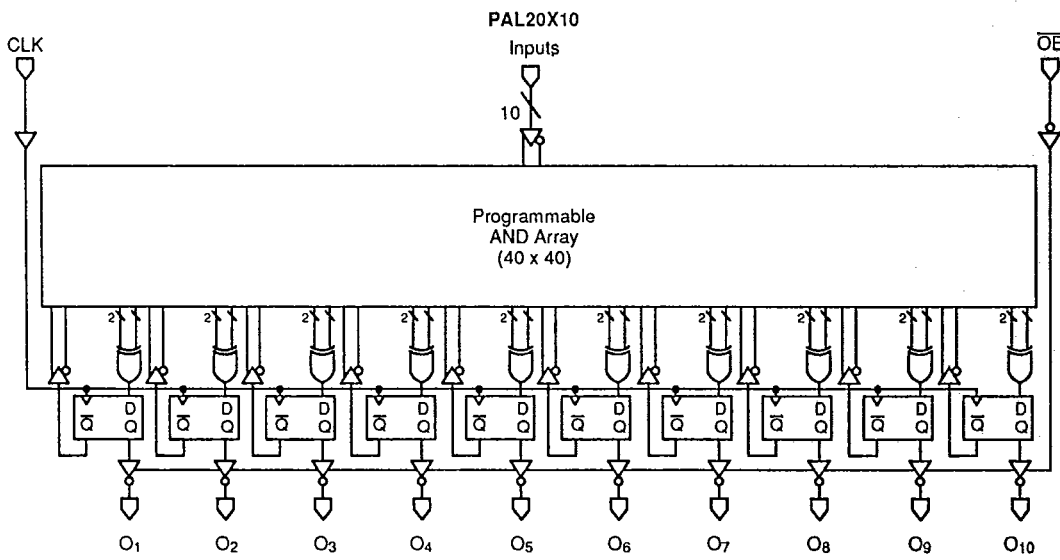 PAL20X10
CLK
Inputs
OE
10
Programmable
AND Array
(40 x 40)
2 2 2 2 2 2 2 2 2 2
D D D D D D D D D D
Q Q Q Q Q Q Q Q Q Q
Q Q Q Q Q Q Q Q Q Q
O1 O2 O3 O4 O5 O6 O7 O8 O9 O10